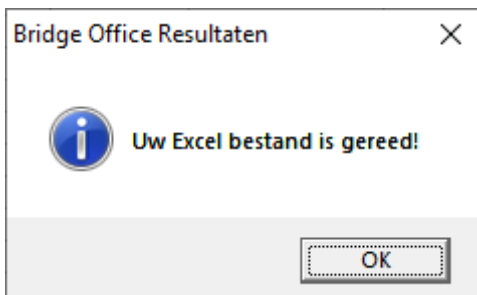 Bridge Office Resultaten
Uw Excel bestand is gereed!
OK